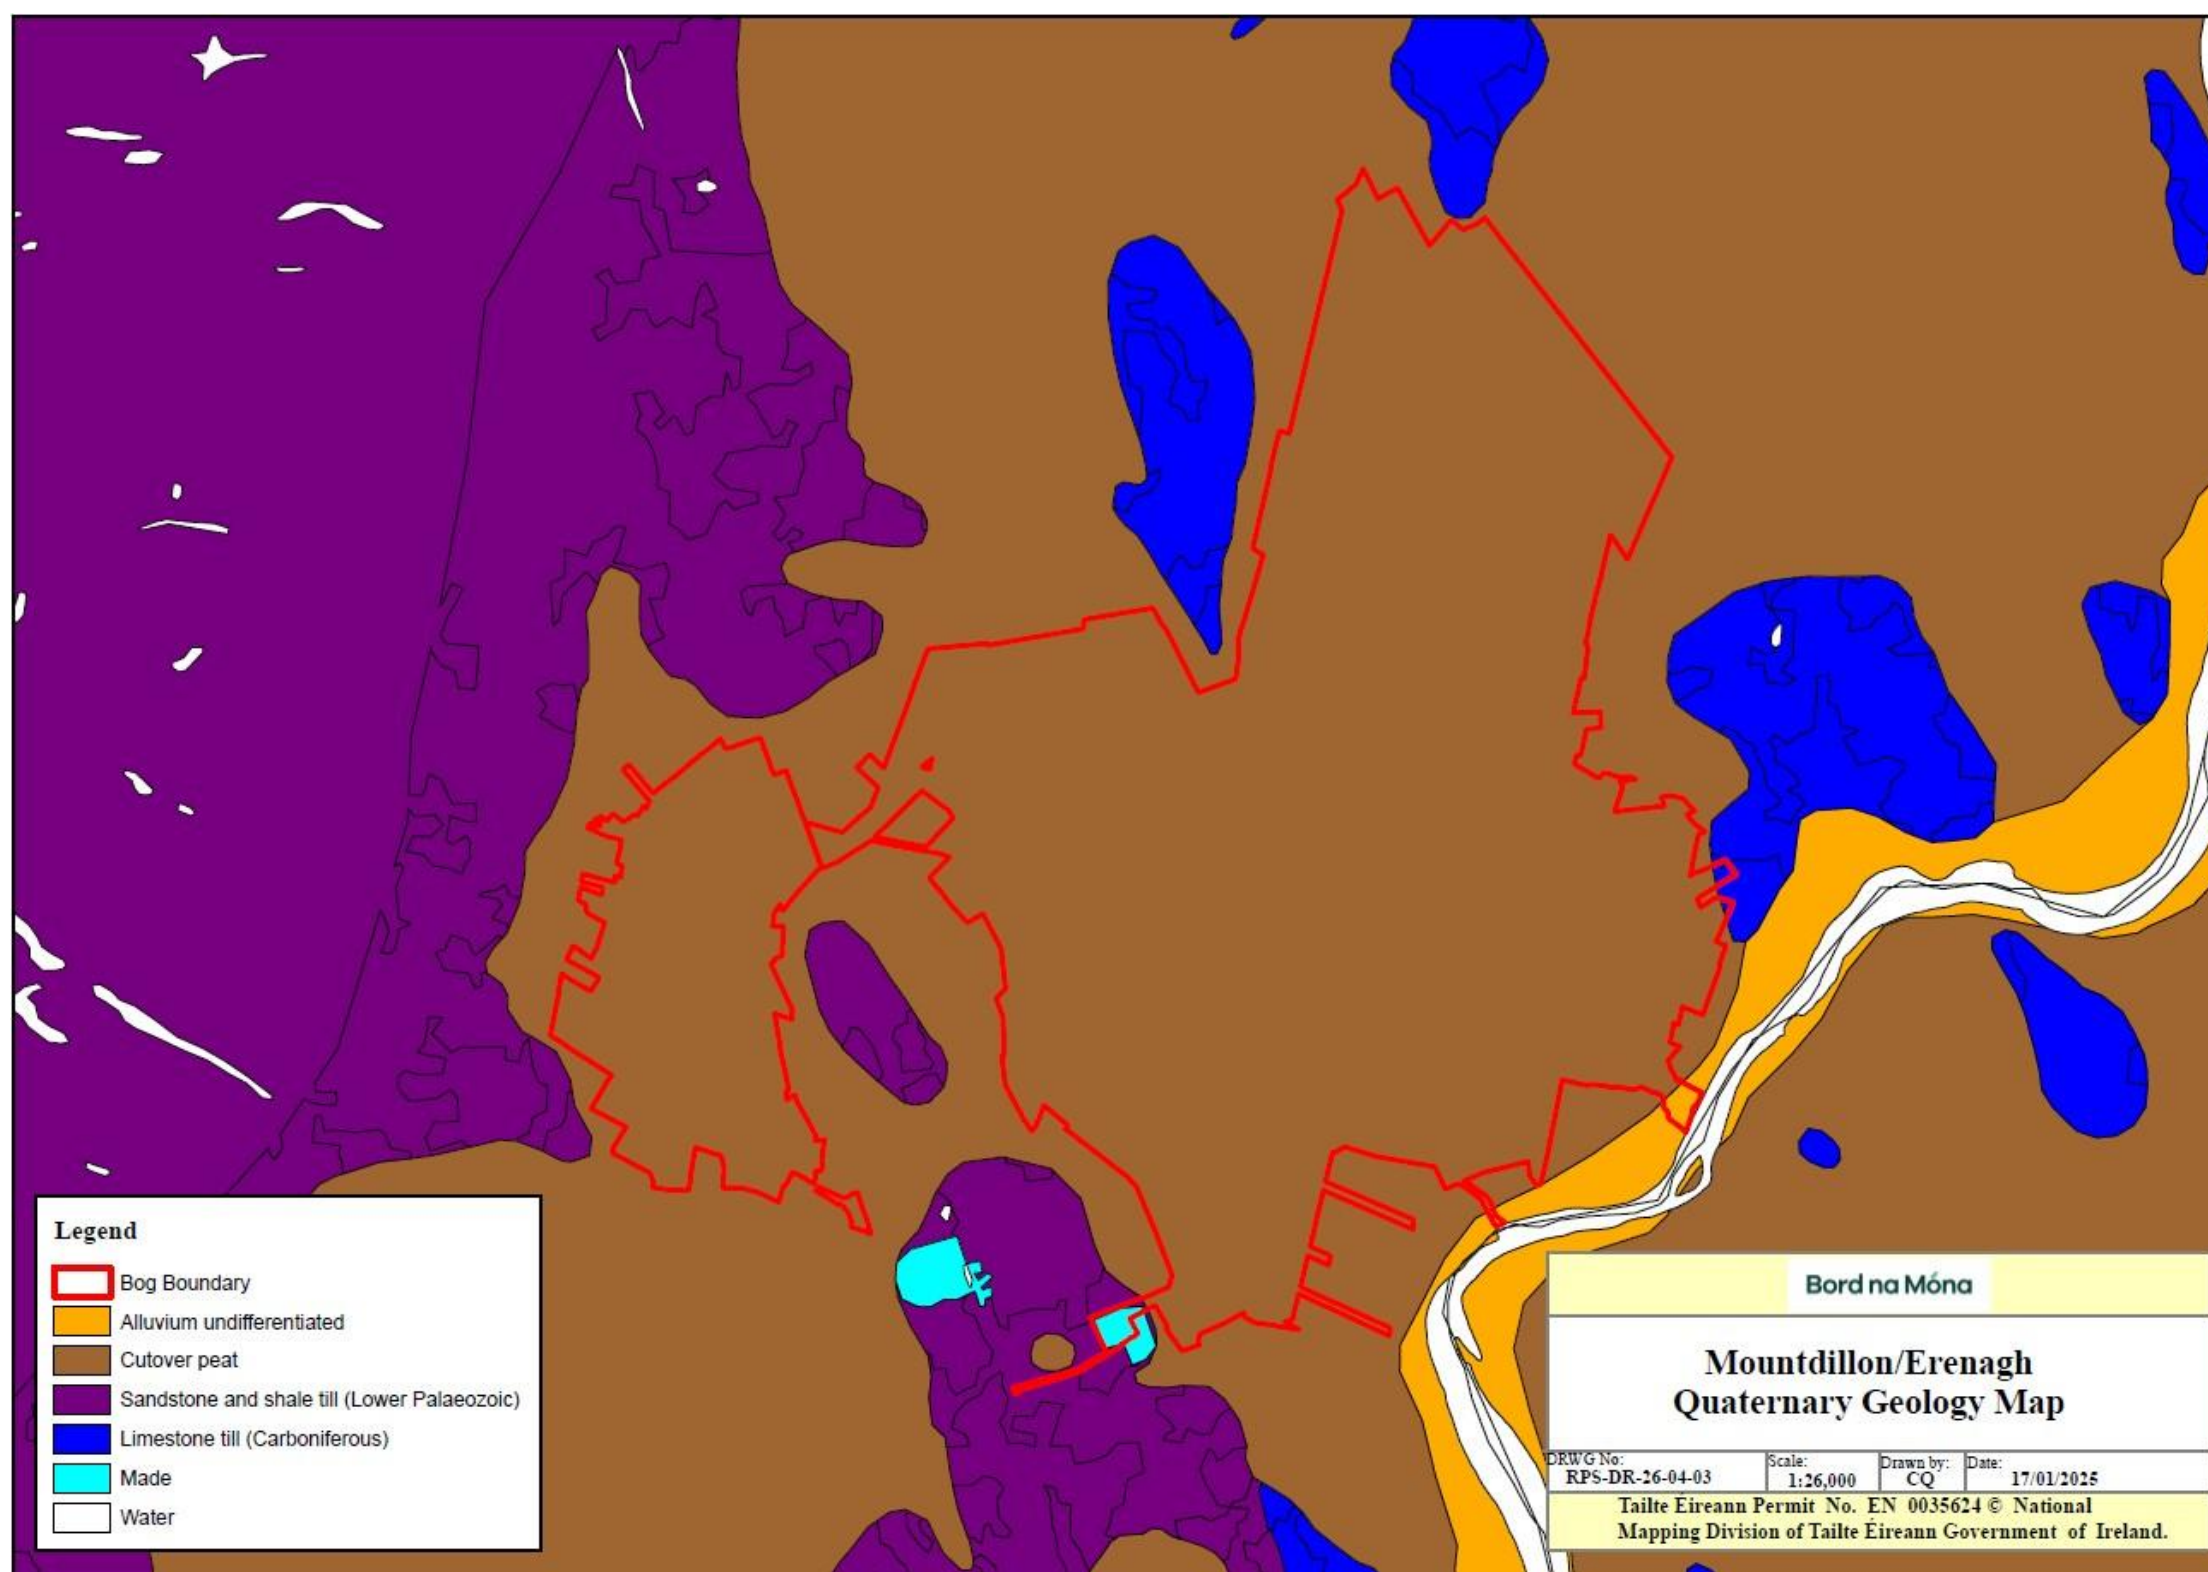 Legend
Bog Boundary
Alluvium undifferentiated
Cutover peat
Sandstone and shale till (Lower Palaeozoic)
Limestone till (Carboniferous)
Made
Water
Bord na Móna
Mountdillon/Erenagh
Quaternary Geology Map
DRWG No:
RPS-DR-26-04-03
Scale:
1:26,000
Drawn by:
CQ
Date:
17/01/2025
Tailte Éireann Permit No. EN 0035624 © National
Mapping Division of Tailte Éireann Government of Ireland.